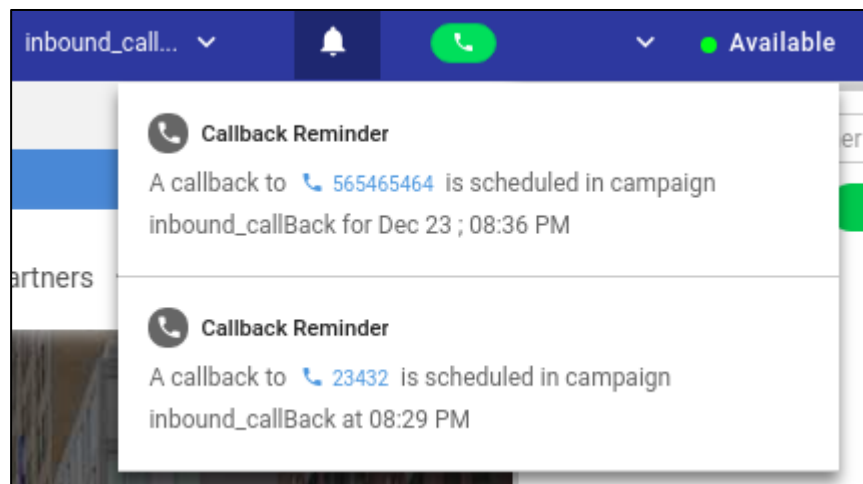 inbound_call...
Available
Callback Reminder
A callback to 565465464 is scheduled in campaign
inbound_callBack for Dec 23 ; 08:36 PM
artners
Callback Reminder
A callback to 23432 is scheduled in campaign
inbound_callBack at 08:29 PM
er